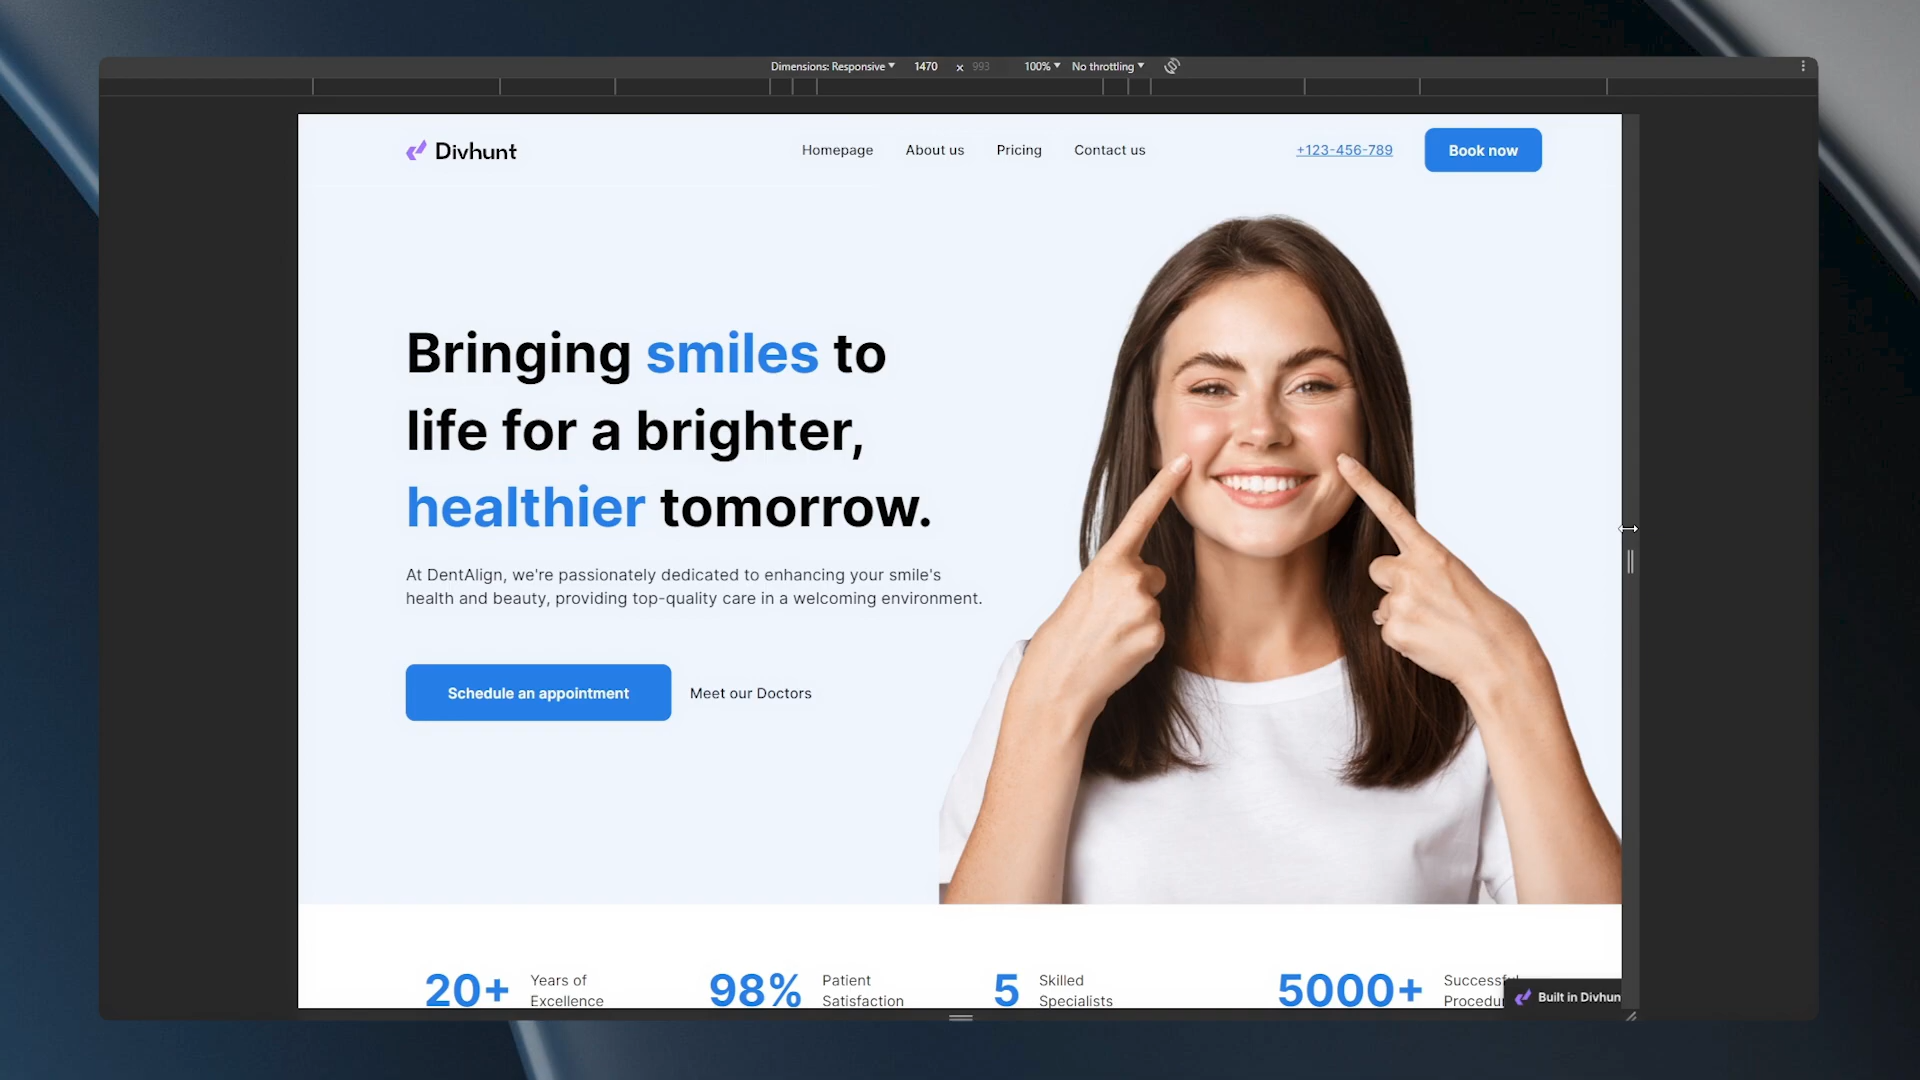 Dimensions: Responsive 1470 x 993 100% No throttling
Divhunt
Homepage About us Pricing Contact us
+123-456-789
Book now
Bringing smiles to
life for a brighter,
healthier tomorrow.
At DentAlign, we're passionately dedicated to enhancing your smile's
health and beauty, providing top-quality care in a welcoming environment.
Schedule an appointment
Meet our Doctors
20+ Years of
Excellence
98% Patient
Satisfaction
5 Skilled
Specialists
5000+
Built in